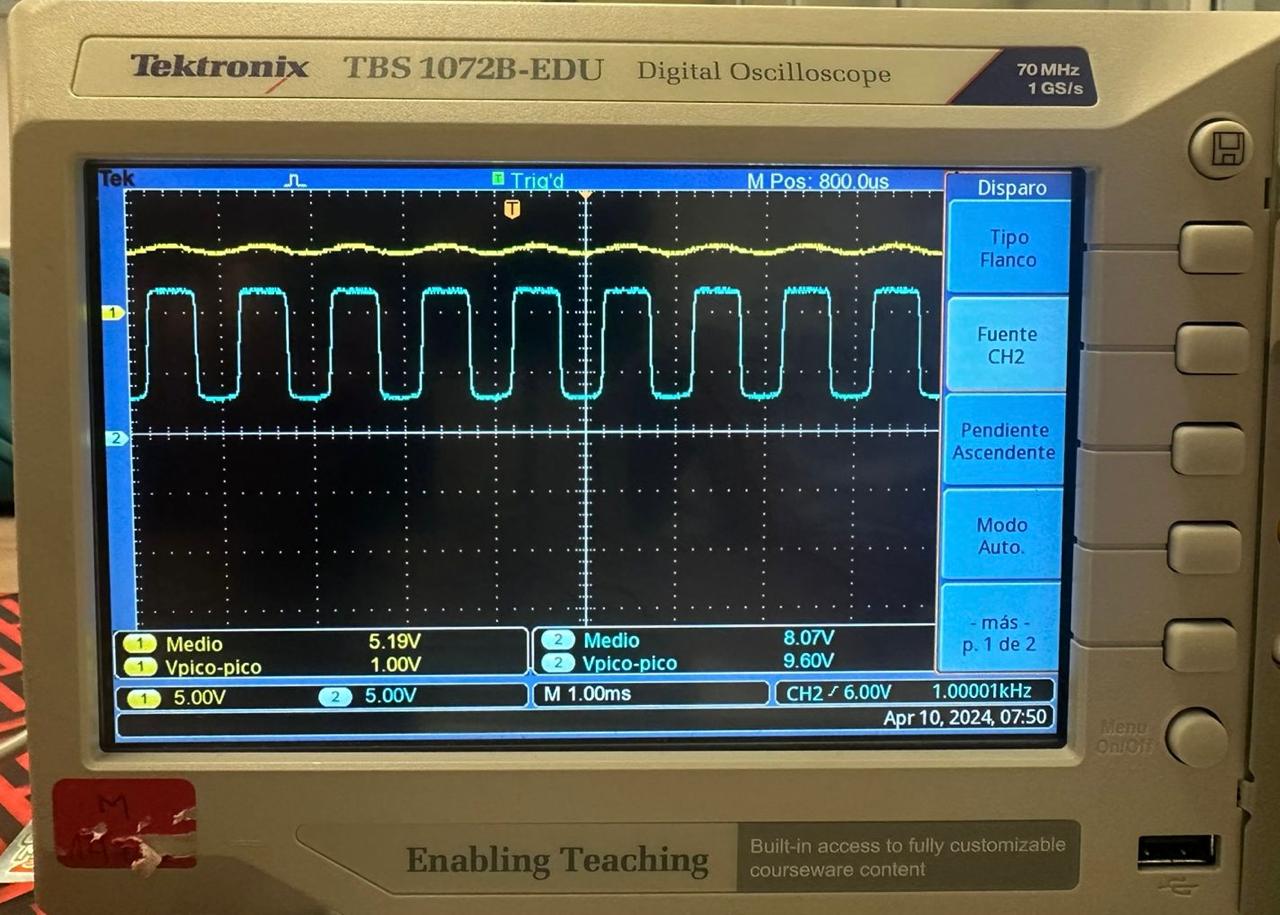 Tektronix TBS 1072B-EDU Digital Oscilloscope
70 MHz
1 GS/s
Tek
T Trig'd
M Pos: 800.0us
T
1
2
Disparo
Tipo
Flanco
Fuente
CH2
Pendiente
Ascendente
Modo
Auto.
- más -
p. 1 de 2
1 Medio 5.19V
1 Vpico-pico 1.00V
2 Medio 8.07V
2 Vpico-pico 9.60V
1 5.00V 2 5.00V
M 1.00ms
CH2 6.00V 1.00001kHz
Apr 10, 2024, 07:50
Menu
On/Off
M
Enabling Teaching
Built-in access to fully customizable
courseware content